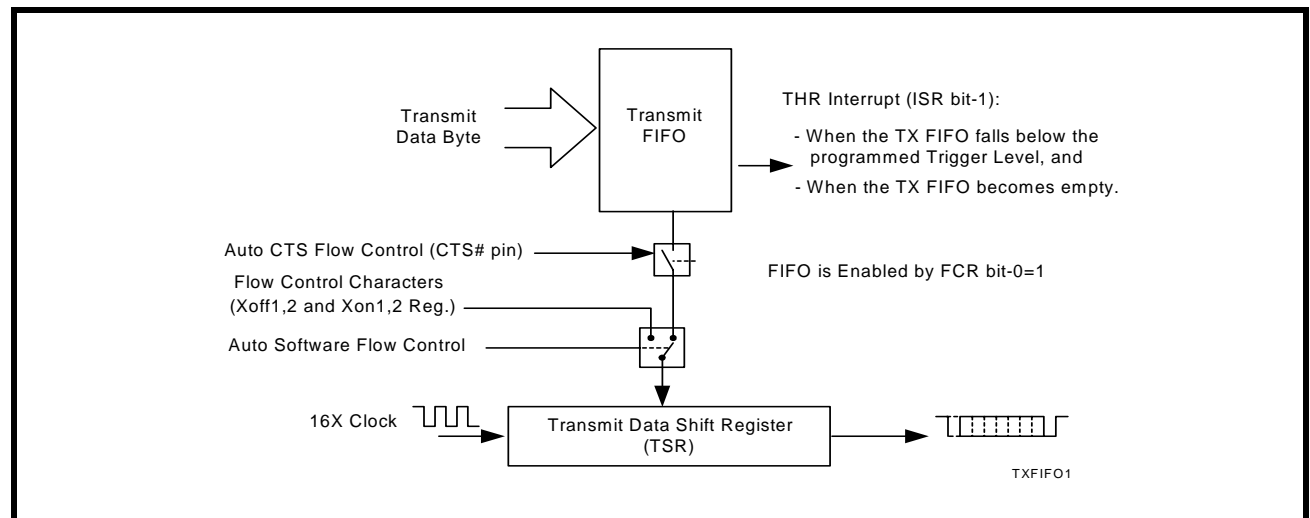 Transmit
Data Byte
Transmit
FIFO
THR Interrupt (ISR bit-1):
- When the TX FIFO falls below the
programmed Trigger Level, and
- When the TX FIFO becomes empty.
Auto CTS Flow Control (CTS# pin)
FIFO is Enabled by FCR bit-0=1
Flow Control Characters
(Xoff1,2 and Xon1,2 Reg.)
Auto Software Flow Control
16X Clock
Transmit Data Shift Register
(TSR)
TXFIFO1